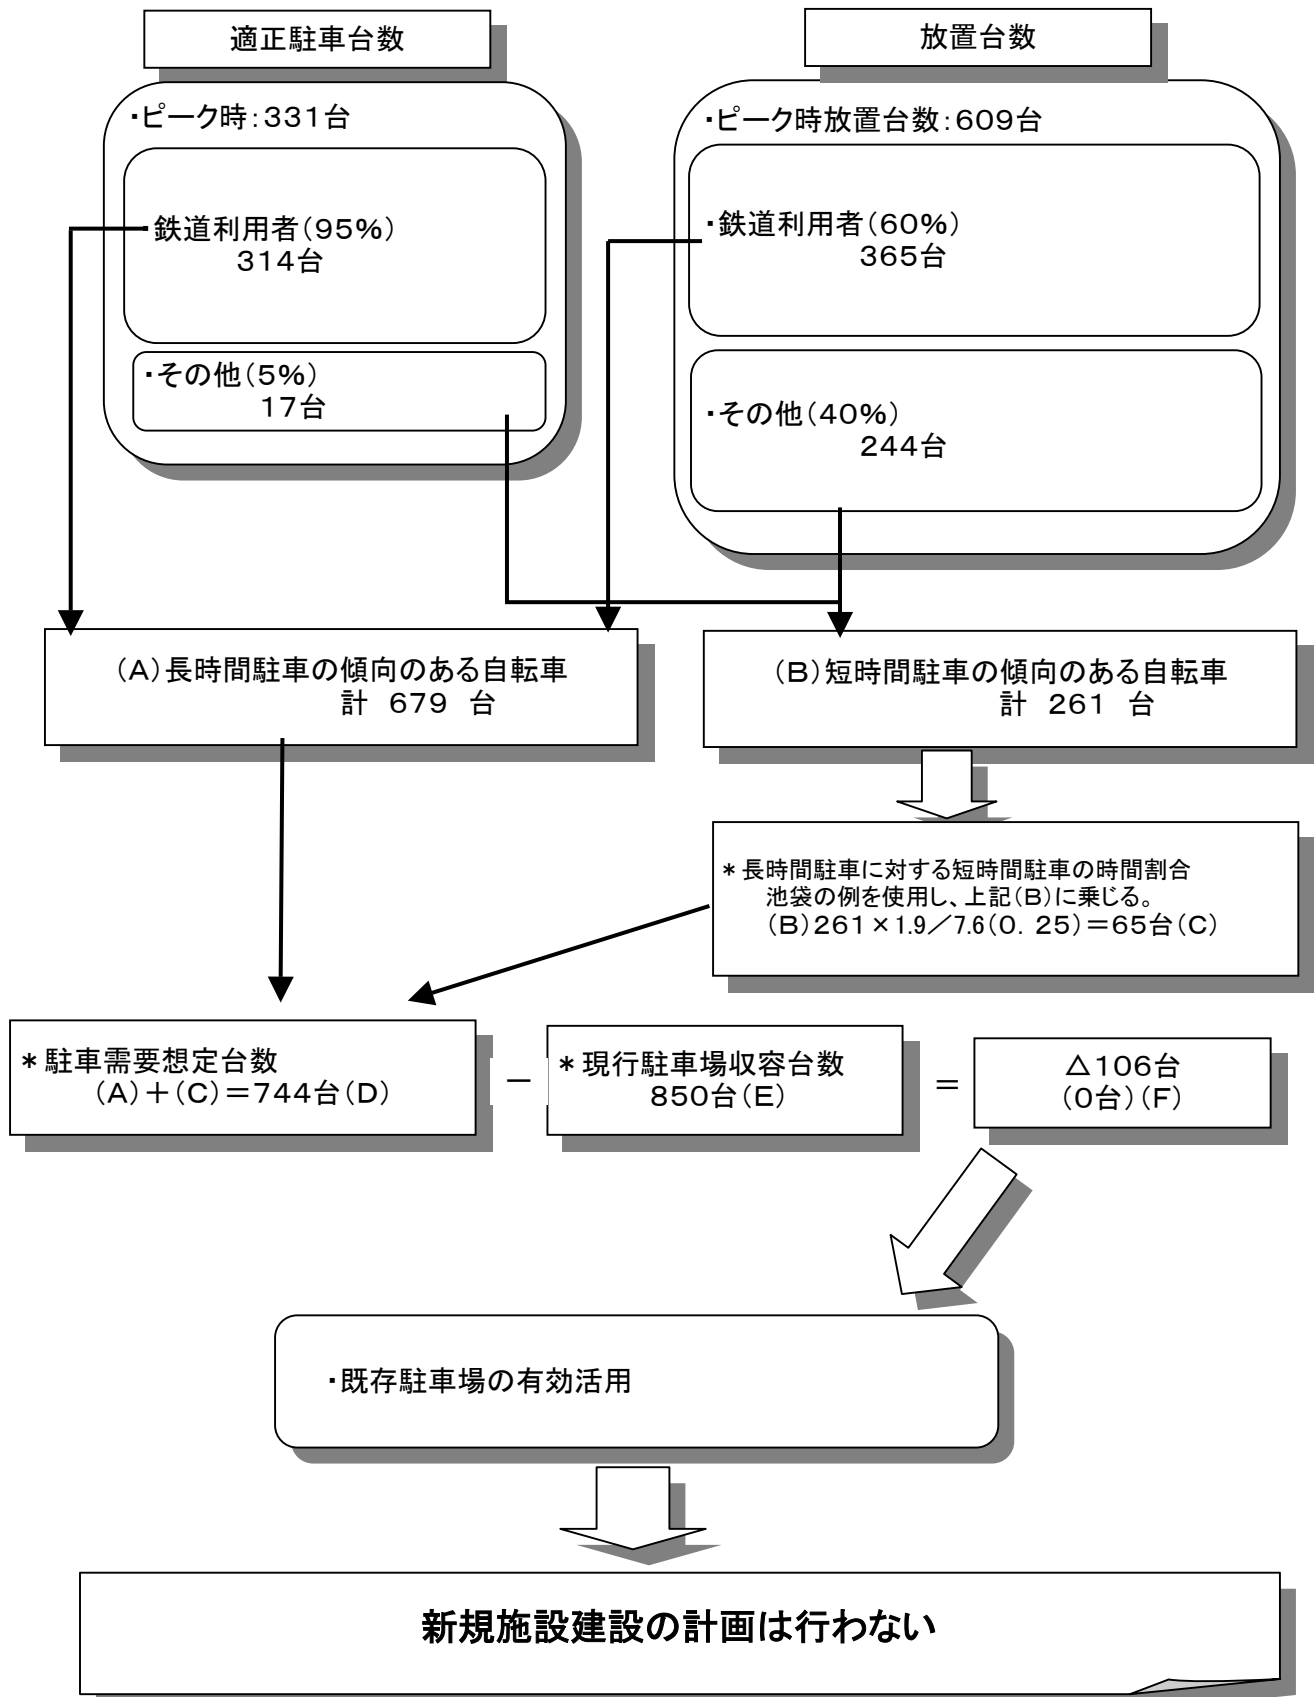 適正駐車台数
放置台数
・ピーク時：331台
・ピーク時放置台数：609台
・鉄道利用者（95%）
314台
・鉄道利用者（60%）
365台
・その他（5%）
17台
・その他（40%）
244台
（A）長時間駐車の傾向のある自転車
計　679　台
（B）短時間駐車の傾向のある自転車
計　261　台
＊長時間駐車に対する短時間駐車の時間割合
池袋の例を使用し、上記（B）に乗じる。
（B）261×1.9／7.6（0．25）＝65台（C）
＊駐車需要想定台数
（A）＋（C）＝744台（D）
－
＊現行駐車場収容台数
850台（E）
＝
△106台
（0台）（F）
・既存駐車場の有効活用
新規施設建設の計画は行わない